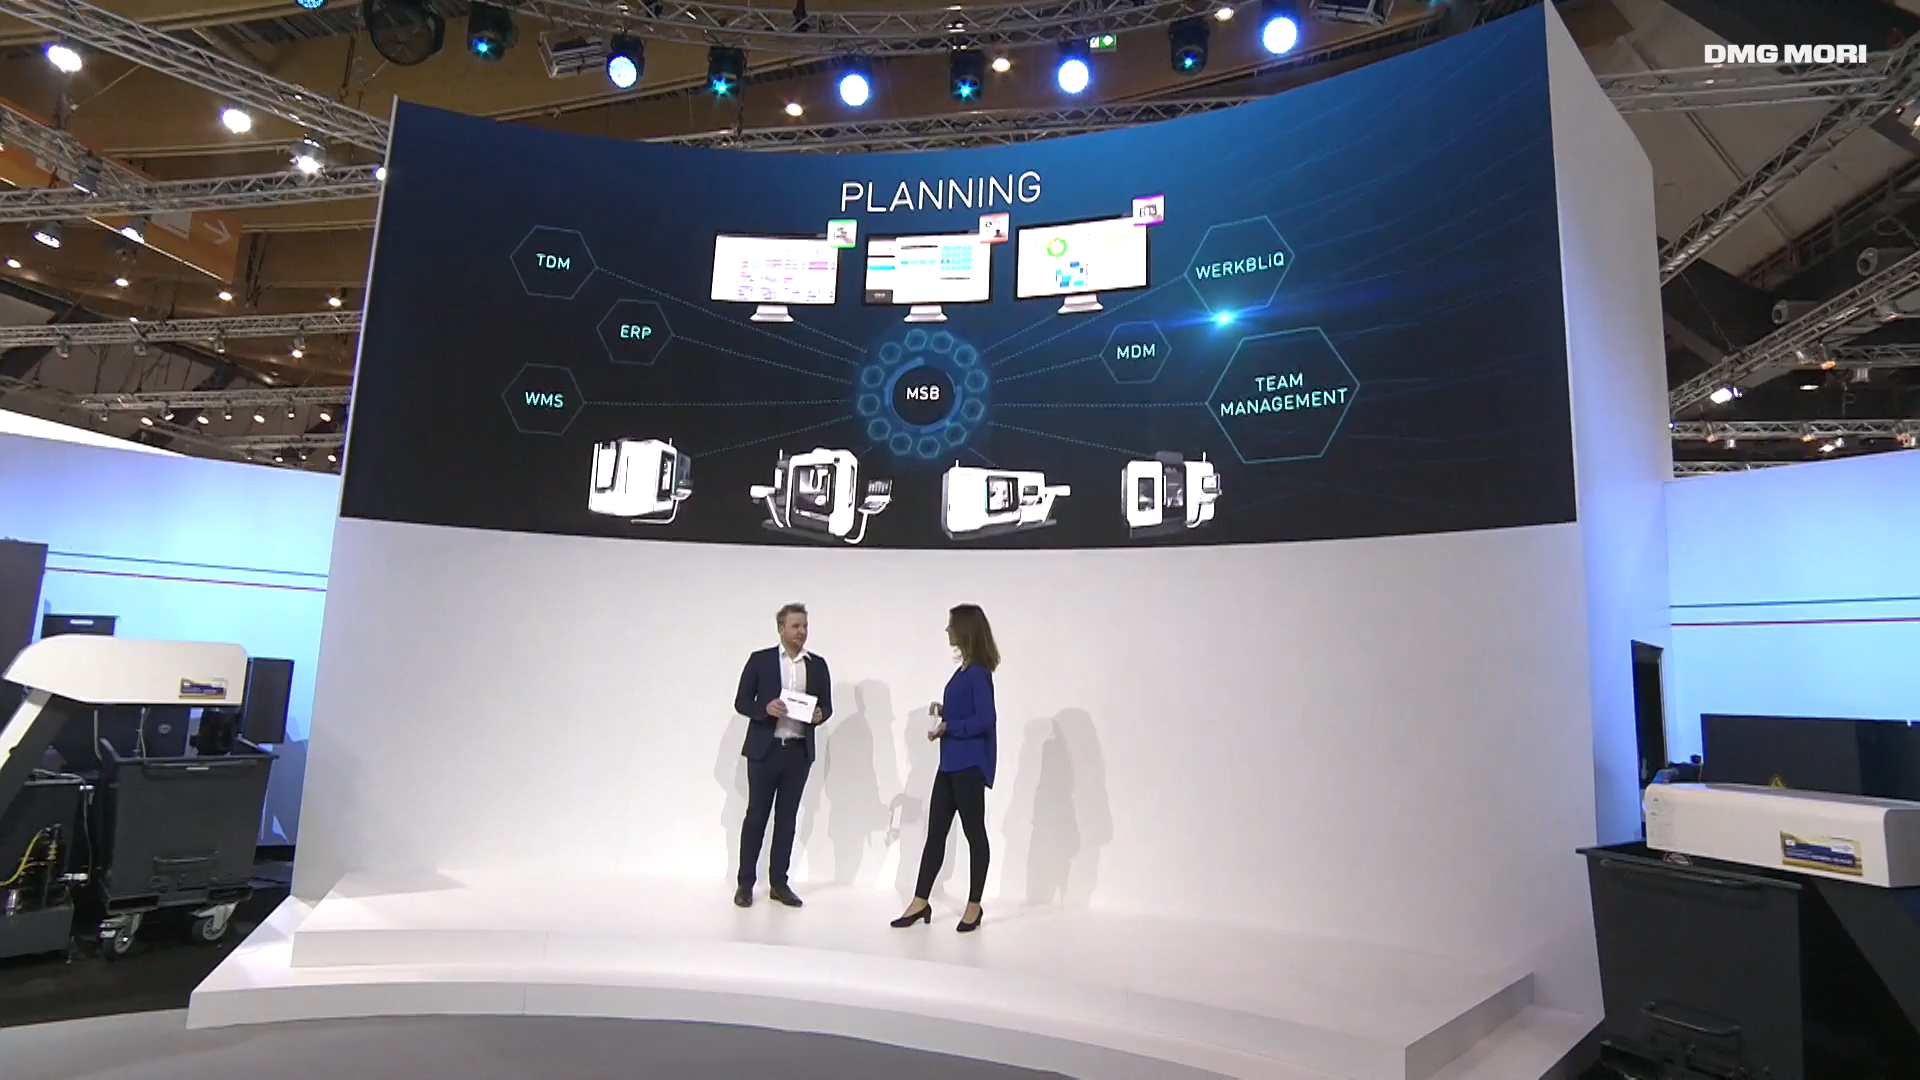 DMG MORI
PLANNING
TDM
WERKBLiQ
ERP
MDM
MSB
WMS
TEAM
MANAGEMENT